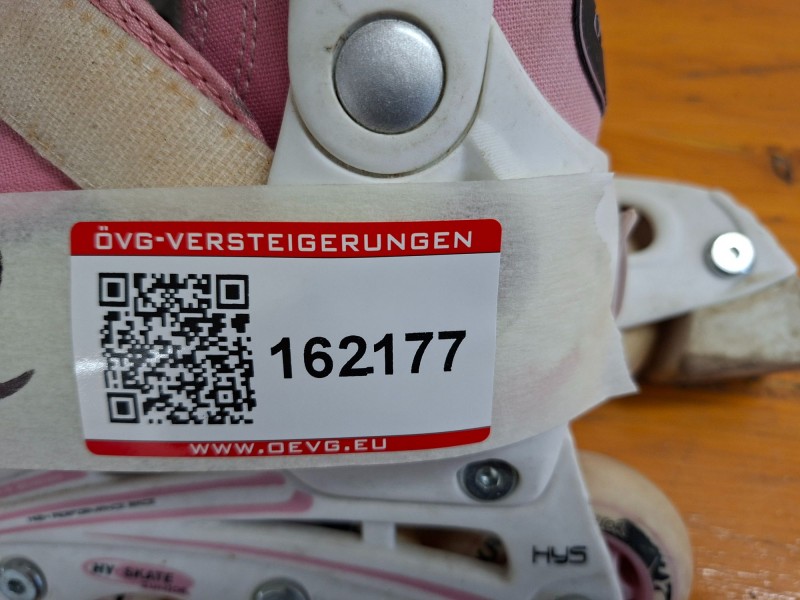 ÖVG-VERSTEIGERUNGEN
162177
WWW.OEVG.EU
HYS
HY-SKATE